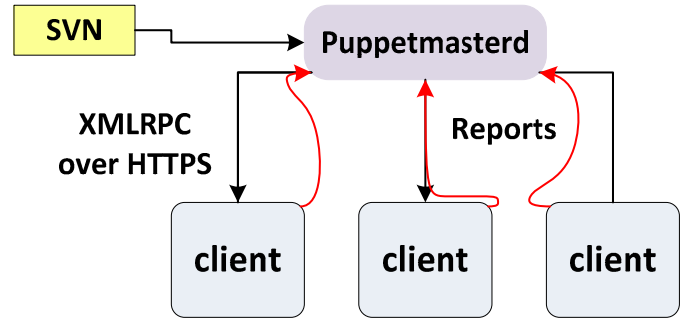 SVN
Puppetmasterd
XMLRPC
over HTTPS
Reports
client
client
client